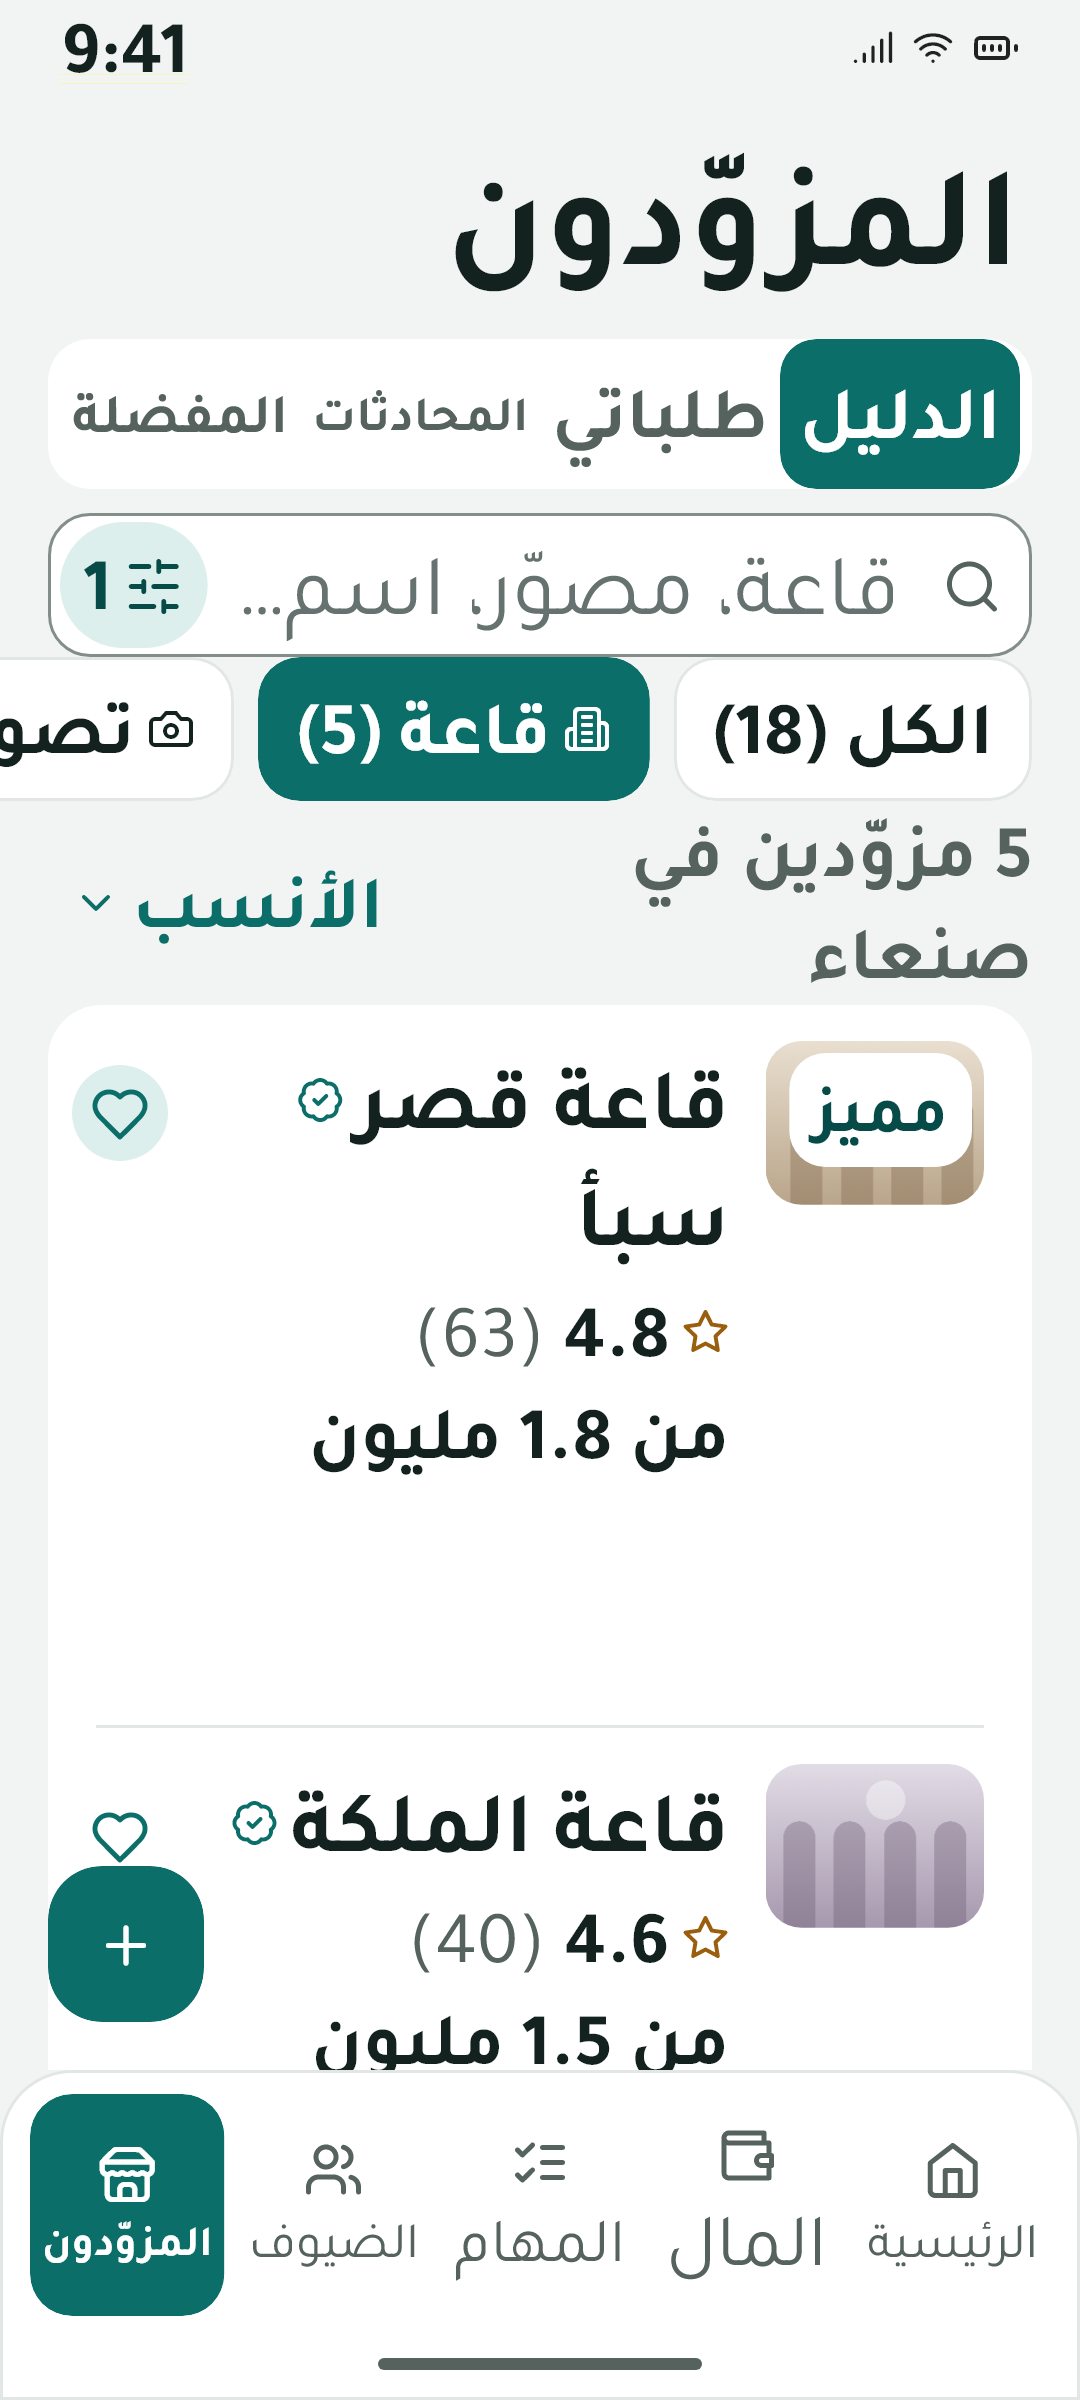 9:41
المزوّدون
الدليل
طلباتي
المحادثات
المفضلة
قاعة، مصوّر، اسم...
1
الكل (18)
قاعة (5)
تصو
5 مزوّدين في
صنعاء
الأنسب
مميز
قاعة قصر
سبأ
4.8 (63)
من 1.8 مليون
قاعة الملكة
4.6 (40)
من 1.5 مليون
الرئيسية
المال
المهام
الضيوف
المزوّدون